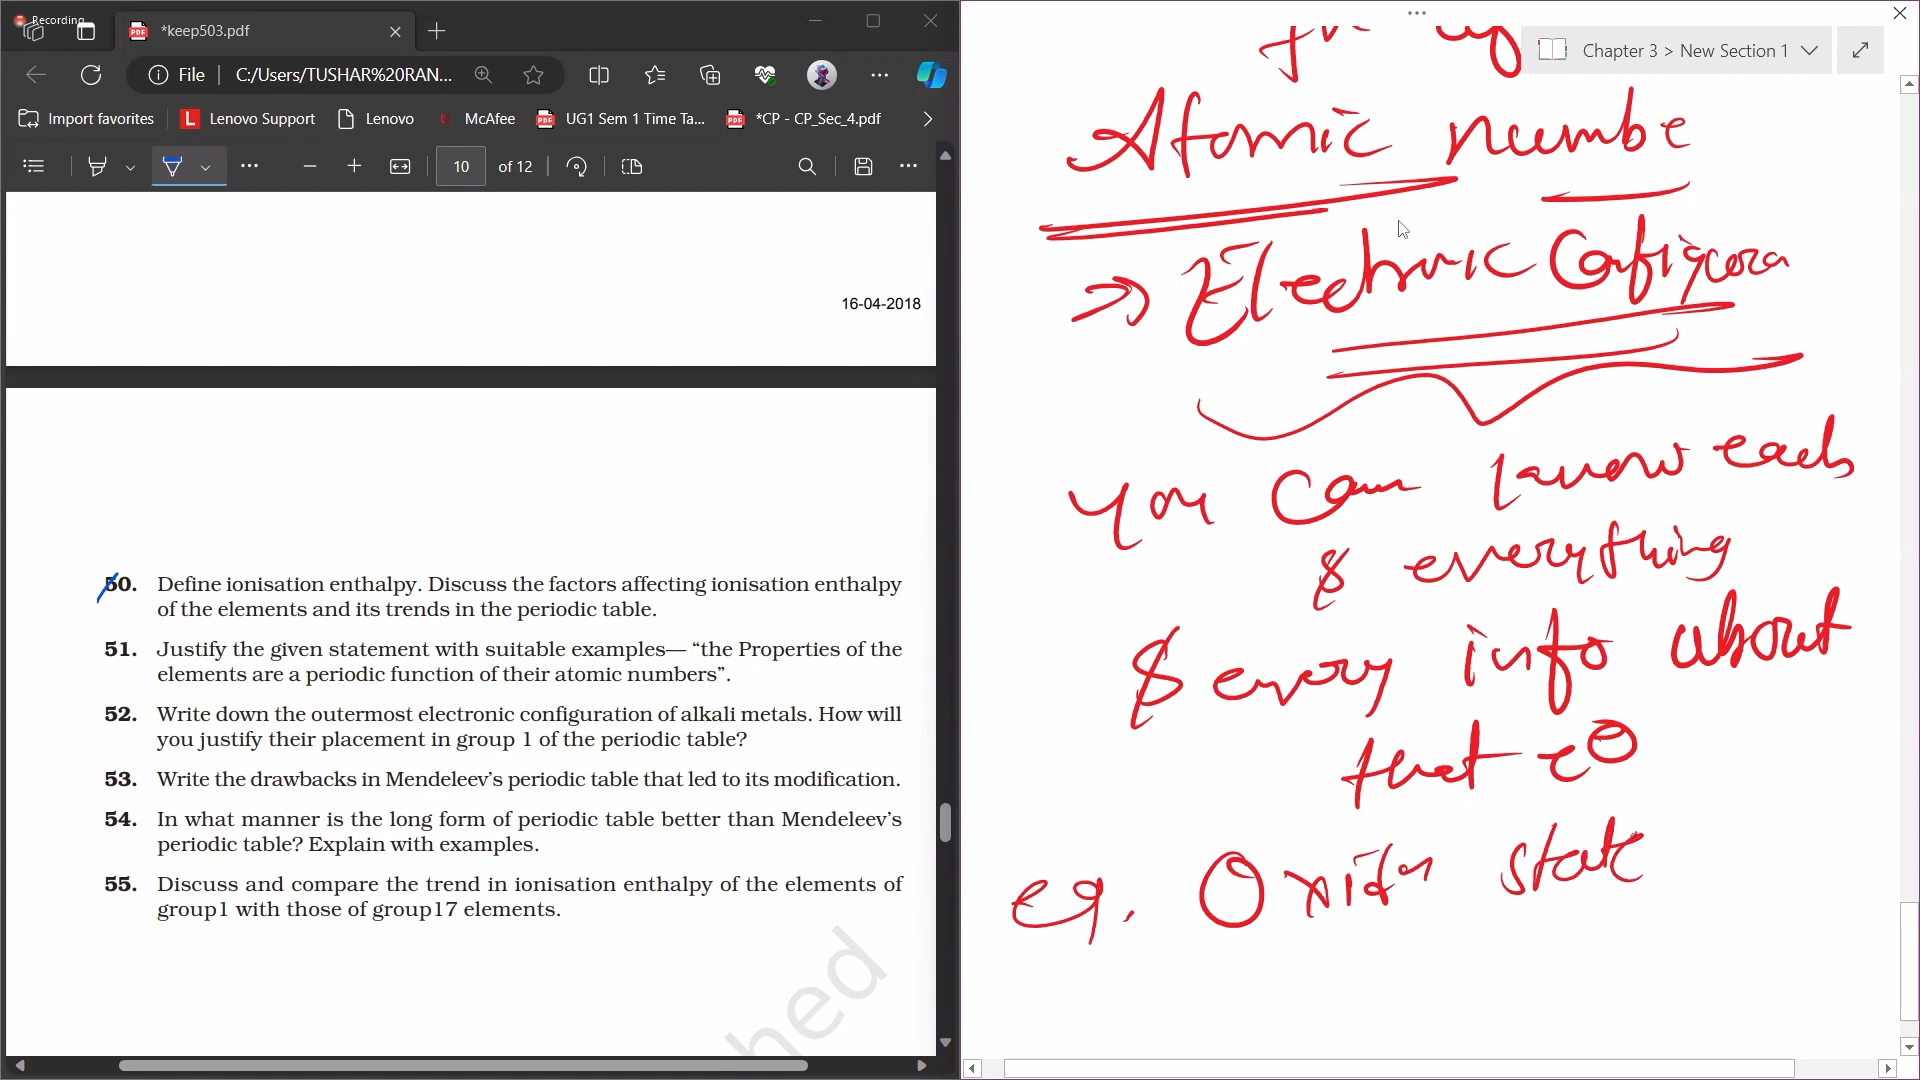 Recording
*keep503.pdf
File
C:/Users/TUSHAR%20RAN...
Import favorites
Lenovo Support
Lenovo
McAfee
UG1 Sem 1 Time Ta...
*CP - CP_Sec_4.pdf
10 of 12
16-04-2018
50. Define ionisation enthalpy. Discuss the factors affecting ionisation enthalpy
of the elements and its trends in the periodic table.
51. Justify the given statement with suitable examples— “the Properties of the
elements are a periodic function of their atomic numbers”.
52. Write down the outermost electronic configuration of alkali metals. How will
you justify their placement in group 1 of the periodic table?
53. Write the drawbacks in Mendeleev’s periodic table that led to its modification.
54. In what manner is the long form of periodic table better than Mendeleev’s
periodic table? Explain with examples.
55. Discuss and compare the trend in ionisation enthalpy of the elements of
group1 with those of group17 elements.
hed
Chapter 3 > New Section 1
Atomic numbe
⇒ Electronic
you can know each
& everything
& every info about
that e⊖
eg. Oxidn state